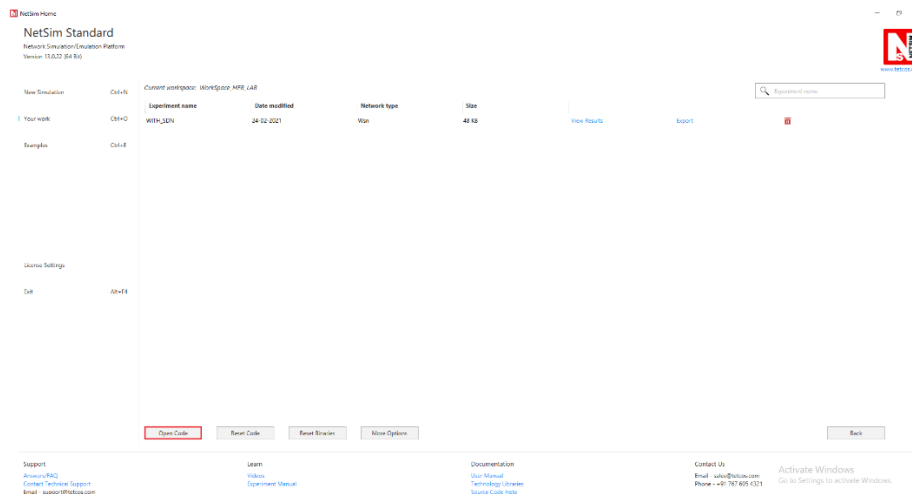 NetSim Home
NetSim Standard
Network Simulation/Emulation Platform
Version 13.0.22 (64 Bit)
NETSIM
www.tetcos
New Simulation Ctrl+N
Your work Ctrl+O
Examples Ctrl+E
License Settings
Exit Alt+F4
Current workspace: WorkSpace_MFB_LAB
Experiment name
Experiment name Date modified Network type Size
WITH_SDN 24-02-2021 Wsn 48 KB View Results Export
Open Code Reset Code Reset Binaries More Options Back
Support Learn Documentation Contact Us
Answers/FAQ Videos User Manual Email - sales@tetcos.com
Contact Technical Support Experiment Manual Technology Libraries Phone - +91 767 605 4321
Email - support@tetcos.com Source Code Help
Activate Windows
Go to Settings to activate Windows.